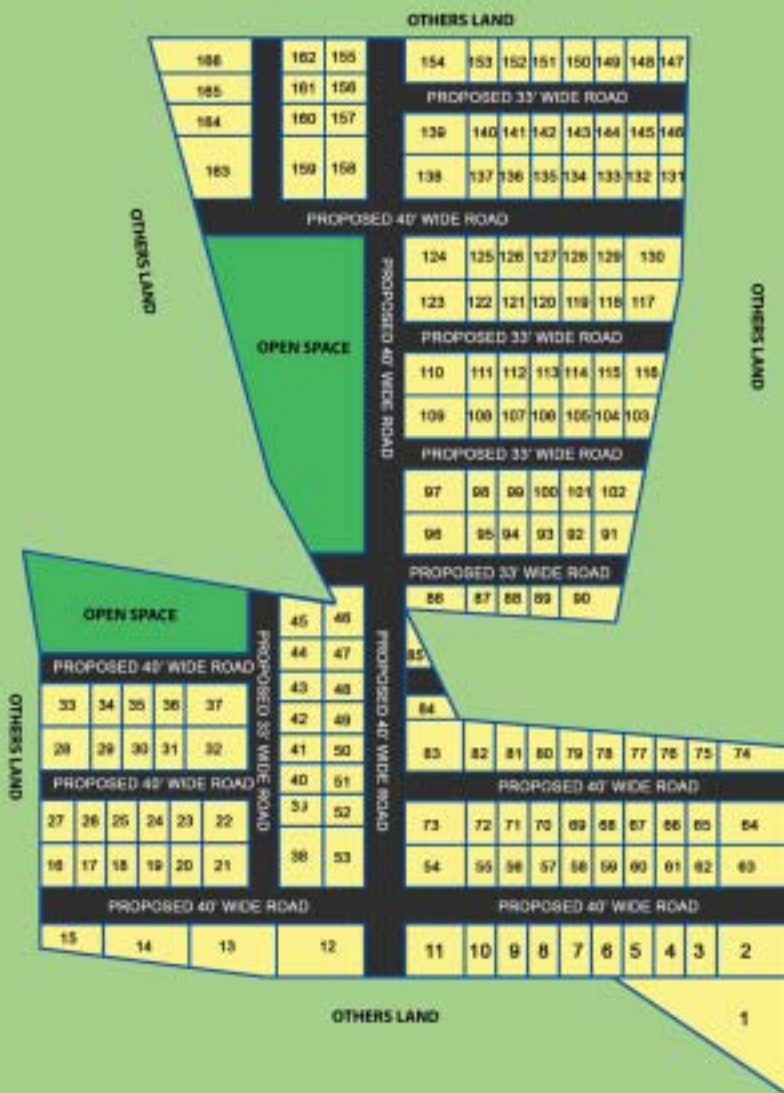 OTHERS LAND
166 162 155 154 153 152 151 150 149 148 147
165 161 156
PROPOSED 33' WIDE ROAD
164 160 157 139 140 141 142 143 144 145 146
163 159 158 138 137 136 135 134 133 132 131
PROPOSED 40' WIDE ROAD
OTHERS LAND
124 125 126 127 128 129 130
123 122 121 120 119 118 117
PROPOSED 40' WIDE ROAD
OTHERS LAND
PROPOSED 33' WIDE ROAD
OPEN SPACE
110 111 112 113 114 115 116
109 108 107 106 105 104 103
PROPOSED 33' WIDE ROAD
97 98 99 100 101 102
96 95 94 93 92 91
PROPOSED 33' WIDE ROAD
86 87 88 89 90
OPEN SPACE
45 46
44 47 85
PROPOSED 40' WIDE ROAD
PROPOSED 33' WIDE ROAD
PROPOSED 40' WIDE ROAD
OTHERS LAND
33 34 35 36 37 43 48 84
42 49
28 29 30 31 32 41 50 83 82 81 80 79 78 77 76 75 74
PROPOSED 40' WIDE ROAD
40 51
PROPOSED 40' WIDE ROAD
27 26 25 24 23 22 39 52 73 72 71 70 69 68 67 66 65 64
16 17 18 19 20 21 38 53 54 55 56 57 58 59 60 61 62 63
PROPOSED 40' WIDE ROAD
PROPOSED 40' WIDE ROAD
15 14 13 12 11 10 9 8 7 6 5 4 3 2
OTHERS LAND
1